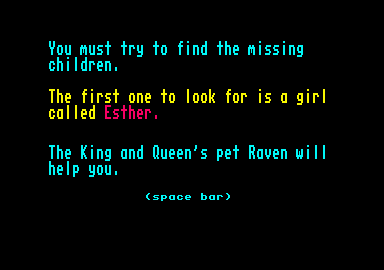 You must try to find the missing
children.
The first one to look for is a girl
called Esther.
The King and Queen's pet Raven will
help you.
(space bar)